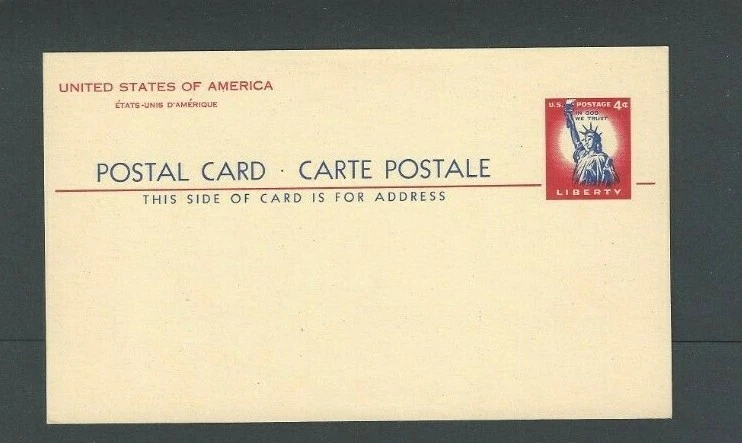 UNITED STATES OF AMERICA
ÉTATS-UNIS D'AMÉRIQUE
U.S. POSTAGE 4¢
IN GOD
WE TRUST
POSTAL CARD · CARTE POSTALE
LIBERTY
THIS SIDE OF CARD IS FOR ADDRESS